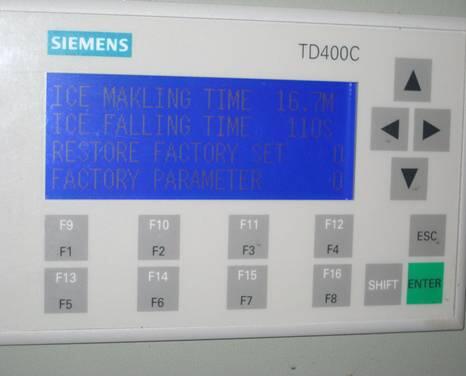 SIEMENS
TD400C
ICE MAKLING TIME 16.7M
ICE FALLING TIME 110S
RESTORE FACTORY SET 0
FACTORY PARAMETER 0
F9 F10 F11 F12
F1 F2 F3 F4
ESC
F13 F14 F15 F16
F5 F6 F7 F8
SHIFT ENTER